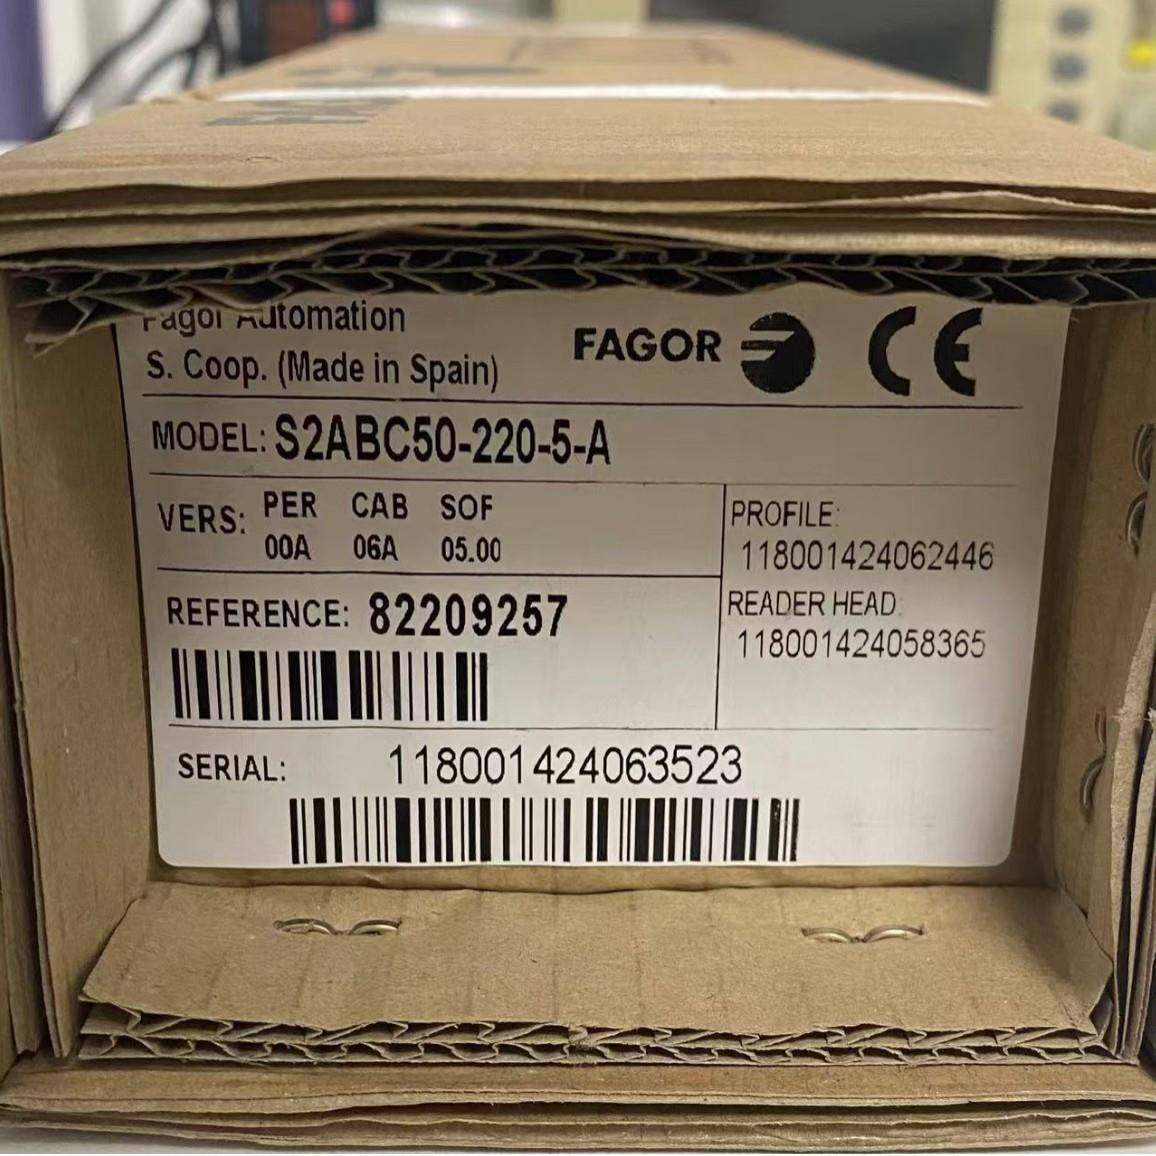 Fagor Automation
S. Coop. (Made in Spain)
FAGOR
CE
MODEL: S2ABC50-220-5-A
VERS: PER CAB SOF
00A 06A 05.00
PROFILE:
118001424062446
READER HEAD:
118001424058365
REFERENCE: 82209257
SERIAL: 118001424063523